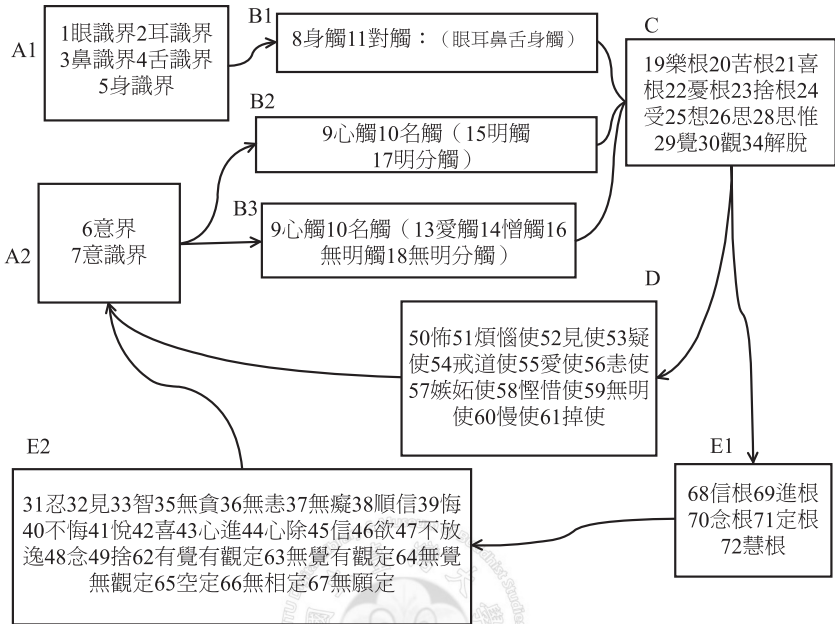 A1
1眼識界2耳識界
3鼻識界4舌識界
5身識界
B1
8身觸11對觸：（眼耳鼻舌身觸）
B2
9心觸10名觸（15明觸
17明分觸）
B3
9心觸10名觸（13愛觸14憎觸16
無明觸18無明分觸）
C
19樂根20苦根21喜
根22憂根23捨根24
受25想26思28思惟
29覺30觀34解脫
A2
6意界
7意識界
D
50怖51煩惱使52見使53疑
使54戒道使55愛使56恚使
57嫉妬使58慳惜使59無明
使60慢使61掉使
E1
68信根69進根
70念根71定根
72慧根
E2
31忍32見33智35無貪36無恚37無癡38順信39悔
40不悔41悅42喜43心進44心除45信46欲47不放
逸48念49捨62有覺有觀定63無覺有觀定64無覺
無觀定65空定66無相定67無願定